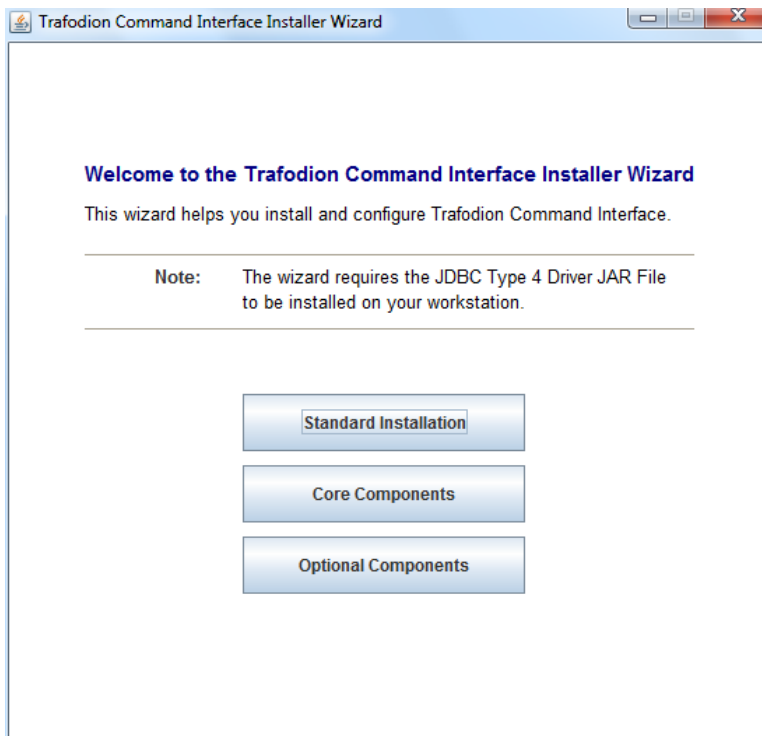 Trafodion Command Interface Installer Wizard
Welcome to the Trafodion Command Interface Installer Wizard
This wizard helps you install and configure Trafodion Command Interface.
Note: The wizard requires the JDBC Type 4 Driver JAR File
to be installed on your workstation.
Standard Installation
Core Components
Optional Components